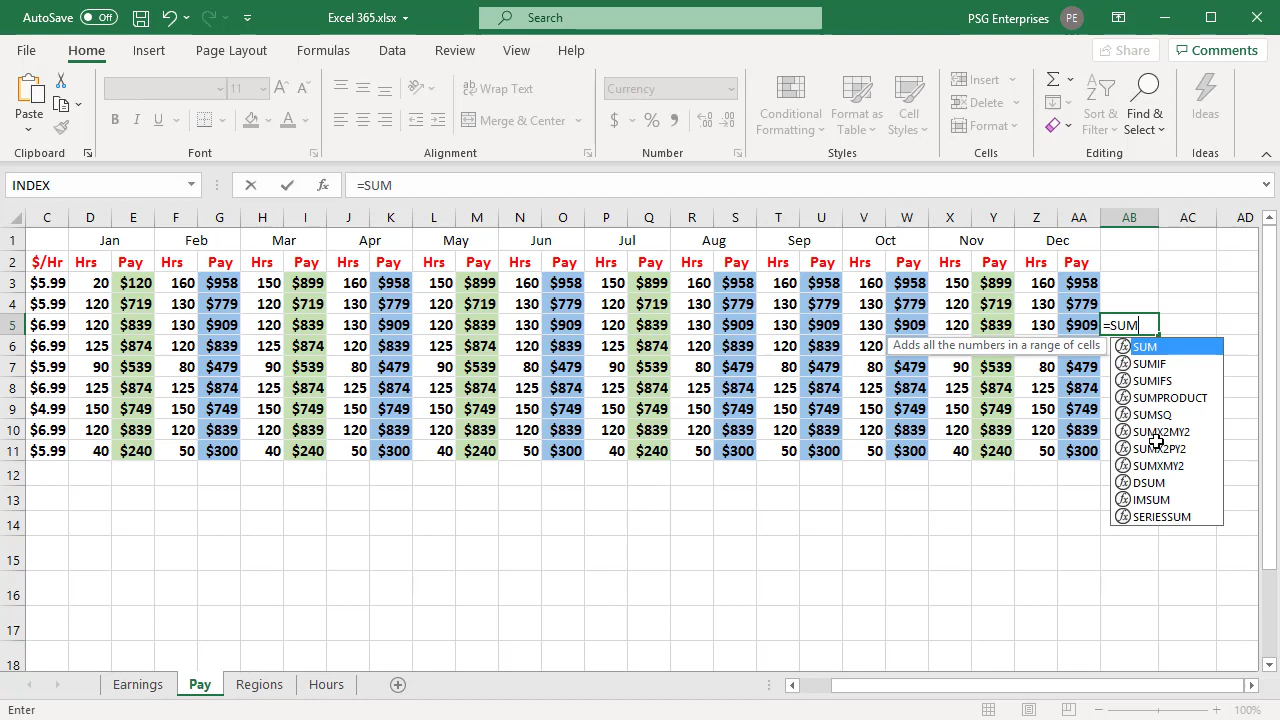 AutoSave Off Excel 365.xlsx Search PSG Enterprises PE
File Home Insert Page Layout Formulas Data Review View Help Share Comments
Paste 11 A A Wrap Text Currency Conditional Formatting Format as Table Cell Styles Insert Sort & Filter Find & Select Ideas
B I U A Merge & Center $ % Delete
Format
Clipboard Font Alignment Number Styles Cells Editing Ideas
INDEX fx =SUM
C D E F G H I J K L M N O P Q R S T U V W X Y Z AA AB AC AD
1 Jan Feb Mar Apr May Jun Jul Aug Sep Oct Nov Dec
2 $/Hr Hrs Pay Hrs Pay Hrs Pay Hrs Pay Hrs Pay Hrs Pay Hrs Pay Hrs Pay Hrs Pay Hrs Pay Hrs Pay Hrs Pay
3 $5.99 20 $120 160 $958 150 $899 160 $958 150 $899 160 $958 150 $899 160 $958 160 $958 160 $958 150 $899 160 $958
4 $5.99 120 $719 130 $779 120 $719 130 $779 120 $719 130 $779 120 $719 130 $779 130 $779 130 $779 120 $719 130 $779
5 $6.99 120 $839 130 $909 120 $839 130 $909 120 $839 130 $909 120 $839 130 $909 130 $909 130 $909 120 $839 130 $909 =SUM
6 $6.99 125 $874 120 $839 125 $874 120 $839 125 $874 120 $839 125 $874 120 $839 120 $839 120 Adds all the numbers in a range of cells SUM
7 $5.99 90 $539 80 $479 90 $539 80 $479 90 $539 80 $479 90 $539 80 $479 80 $479 80 $479 90 $539 80 $479 SUMIF
SUMIFS
8 $6.99 125 $874 125 $874 125 $874 125 $874 125 $874 125 $874 125 $874 125 $874 125 $874 125 $874 125 $874 125 $874 SUMPRODUCT
9 $4.99 150 $749 150 $749 150 $749 150 $749 150 $749 150 $749 150 $749 150 $749 150 $749 150 $749 150 $749 150 $749 SUMSQ
10 $6.99 120 $839 120 $839 120 $839 120 $839 120 $839 120 $839 120 $839 120 $839 120 $839 120 $839 120 $839 120 $839 SUMX2MY2
11 $5.99 40 $240 50 $300 40 $240 50 $300 40 $240 50 $300 40 $240 50 $300 50 $300 50 $300 40 $240 50 $300 SUMX2PY2
SUMXMY2
12 DSUM
13 IMSUM
14 SERIESSUM
15
16
17
18
Earnings Pay Regions Hours
Enter 100%